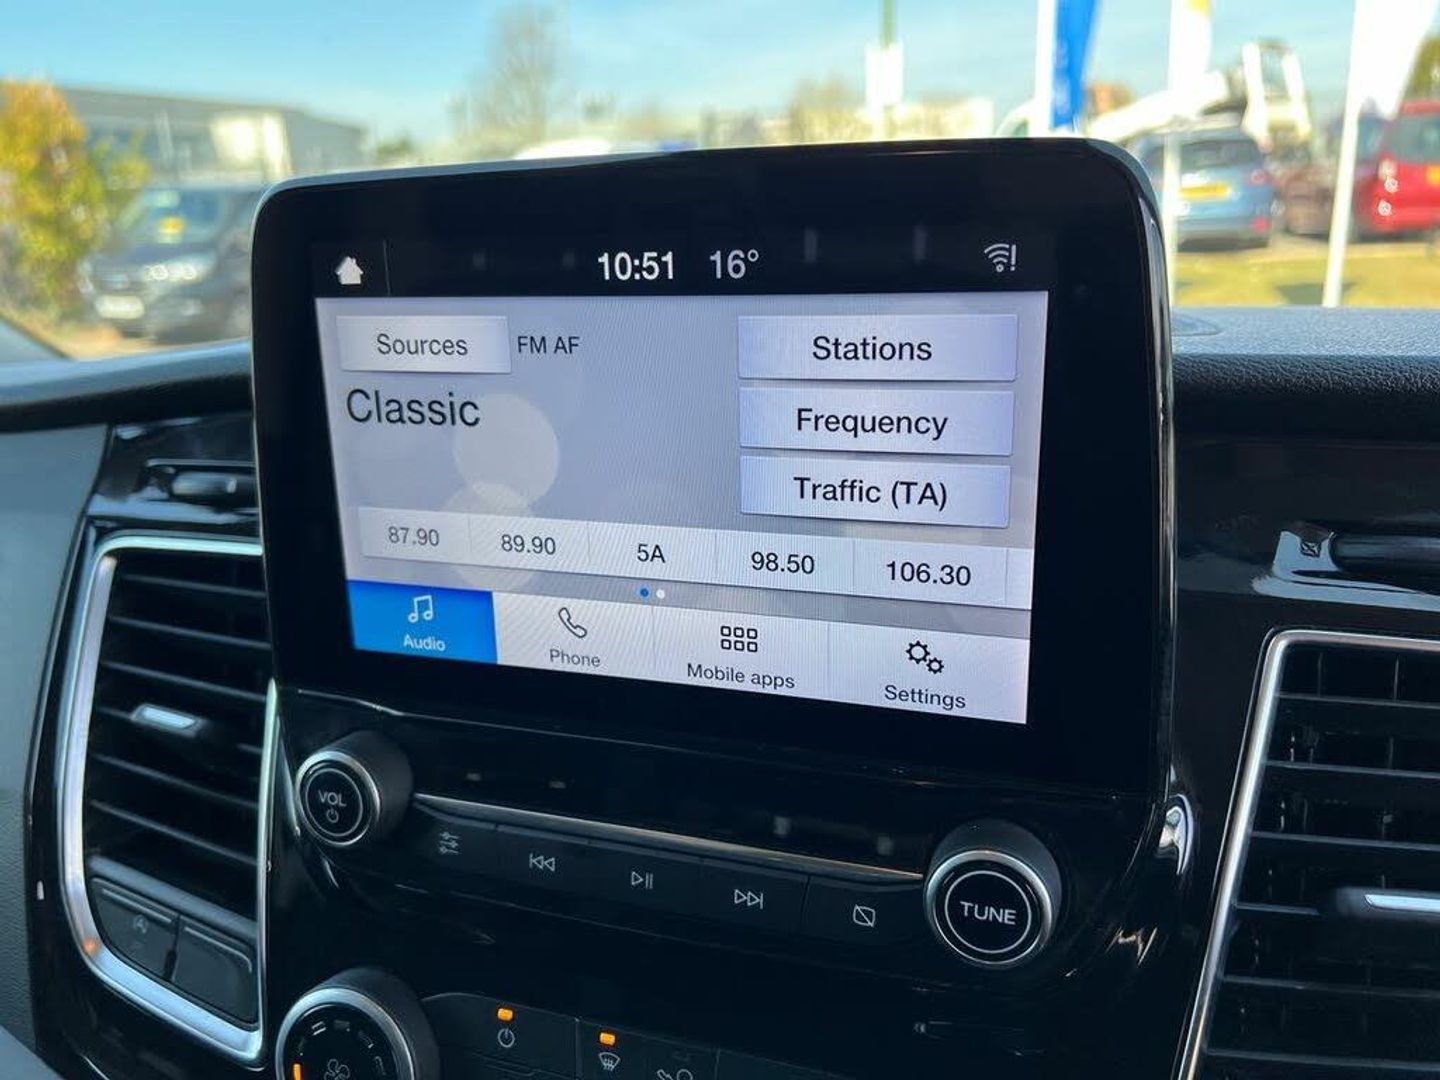 10:51 16°
Sources FM AF
Stations
Classic
Frequency
Traffic (TA)
87.90 89.90 5A 98.50 106.30
Audio Phone Mobile apps Settings
VOL
TUNE